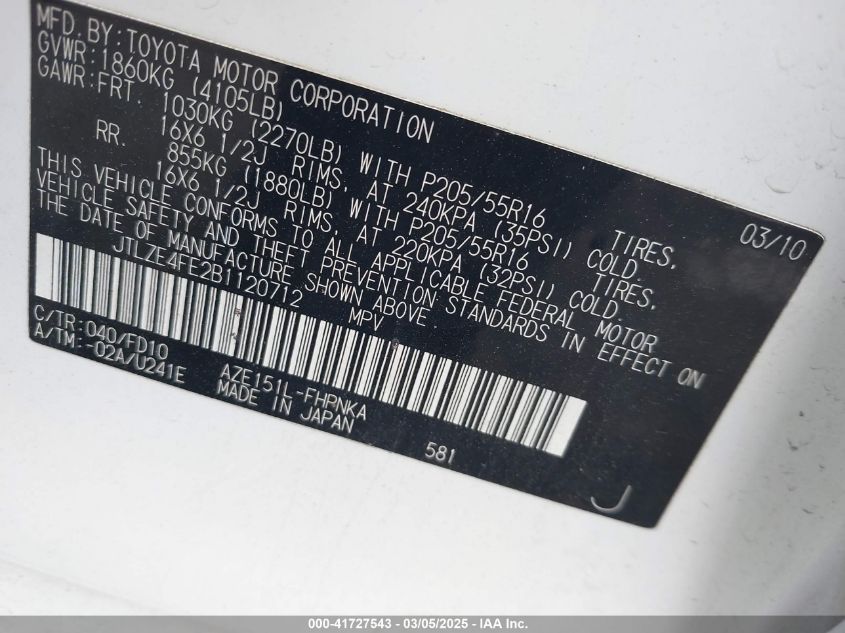 MFD. BY: TOYOTA MOTOR CORPORATION 03/10
GVWR: 1860KG (4105LB)
GAWR: FRT. 1030KG (2270LB) WITH P205/55R16 TIRES,
16X6 1/2J RIMS, AT 240KPA (35PSI) COLD
RR. 855KG (1880LB) WITH P205/55R16 TIRES,
16X6 1/2J RIMS, AT 220KPA (32PSI) COLD.
THIS VEHICLE CONFORMS TO ALL APPLICABLE FEDERAL MOTOR
VEHICLE SAFETY AND THEFT PREVENTION STANDARDS IN EFFECT ON
THE DATE OF MANUFACTURE SHOWN ABOVE.
JTLZE4FE2B1120712 MPV
C/TR: 040/FD10 AZE151L-FHPNKA
A/TM: -02A/U241E MADE IN JAPAN 581
J
000-41727543 - 03/05/2025 - IAA Inc.